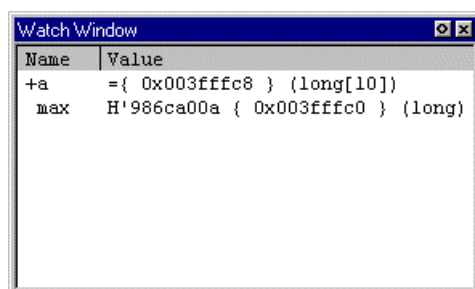 Watch Window
Name Value
+a ={ 0x003fffc8 } (long[10])
max H'986ca00a { 0x003fffc0 } (long)